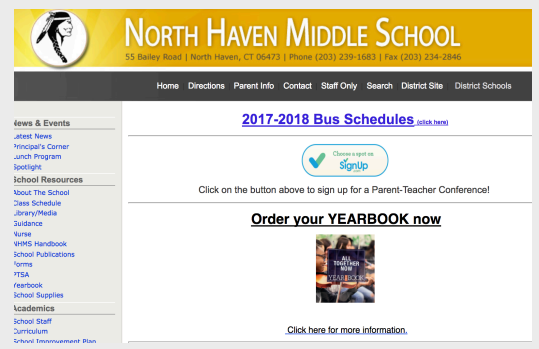 NORTH HAVEN MIDDLE SCHOOL
55 Bailey Road | North Haven, CT 06473 | Phone (203) 239-1683 | Fax (203) 234-2846
Home Directions Parent Info Contact Staff Only Search District Site District Schools
News & Events
Latest News
Principal's Corner
Lunch Program
Spotlight
School Resources
About The School
Class Schedule
Library/Media
Guidance
Nurse
NHMS Handbook
School Publications
Forms
PTSA
Yearbook
School Supplies
Academics
School Staff
Curriculum
School Improvement Plan
2017-2018 Bus Schedules (click here)
Choose a spot on
SignUp
Click on the button above to sign up for a Parent-Teacher Conference!
Order your YEARBOOK now
ALL
TOGETHER
NOW
YEARBOOK
Click here for more information.